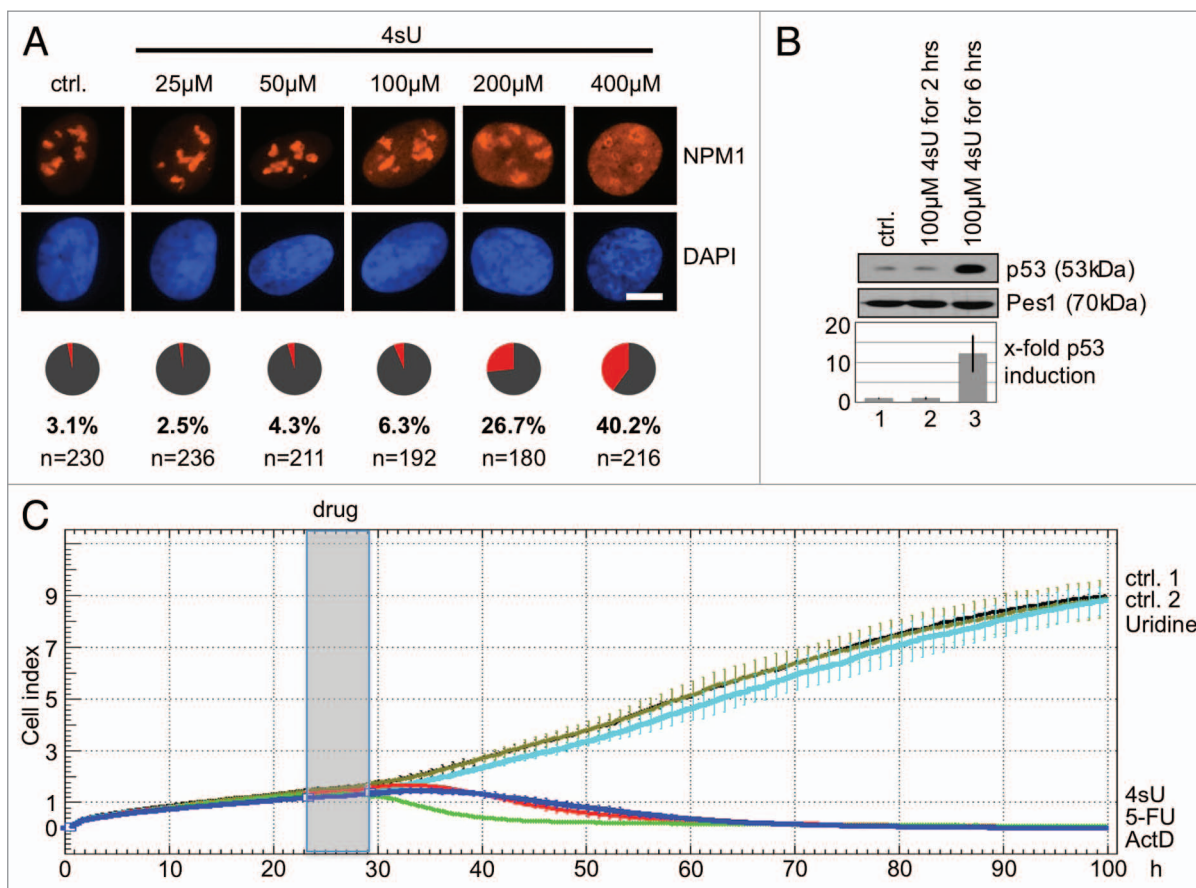 A
4sU
ctrl. 25µM 50µM 100µM 200µM 400µM
NPM1
DAPI
3.1% 2.5% 4.3% 6.3% 26.7% 40.2%
n=230 n=236 n=211 n=192 n=180 n=216
B
ctrl.
100µM 4sU for 2 hrs
100µM 4sU for 6 hrs
p53 (53kDa)
Pes1 (70kDa)
20
10
0
x-fold p53
induction
1 2 3
C
drug
Cell index
9
7
5
3
1
0
ctrl. 1
ctrl. 2
Uridine
4sU
5-FU
ActD
0 10 20 30 40 50 60 70 80 90 100 h